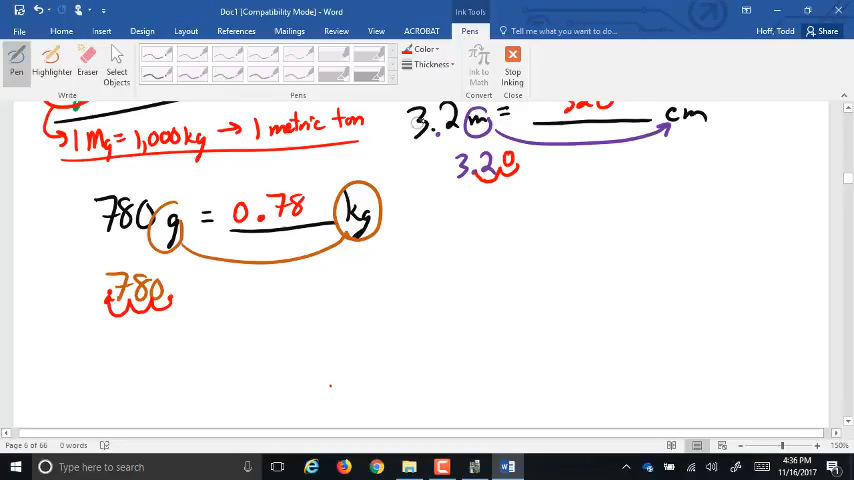 Doc1 [Compatibility Mode] - Word
Ink Tools
Hoff, Todd
File Home Insert Design Layout References Mailings Review View ACROBAT Pens Tell me what you want to do... Share
Pen Highlighter Eraser Select Objects
Color
Thickness
Ink to Math
Stop Inking
Write Pens Convert Close
1 Mg = 1,000 kg → 1 metric ton
3.2 m = 320 cm
3.20
780 g = 0.78 kg
.780
Page 6 of 66 0 words
150%
Type here to search
4:36 PM
11/16/2017